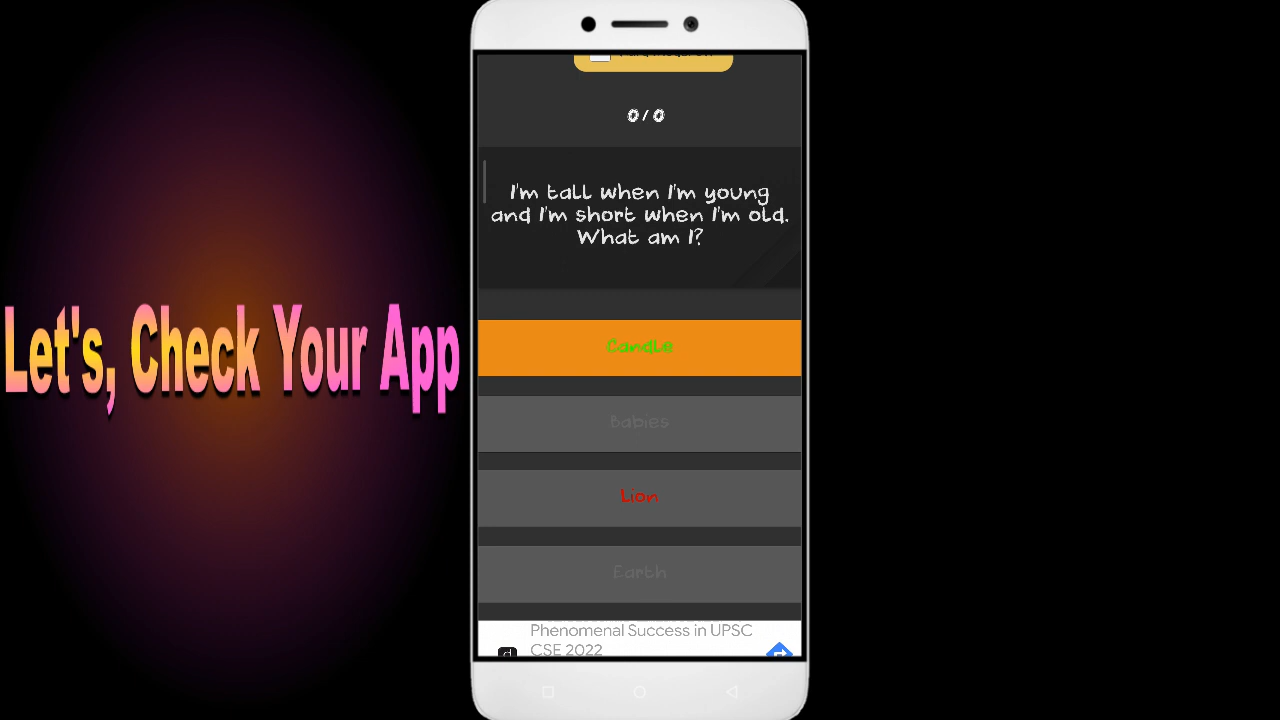 0 / 0
I'm tall when I'm young
and I'm short when I'm old.
What am I?
Let's, Check Your App
Candle
Babies
Lion
Earth
Phenomenal Success in UPSC
CSE 2022